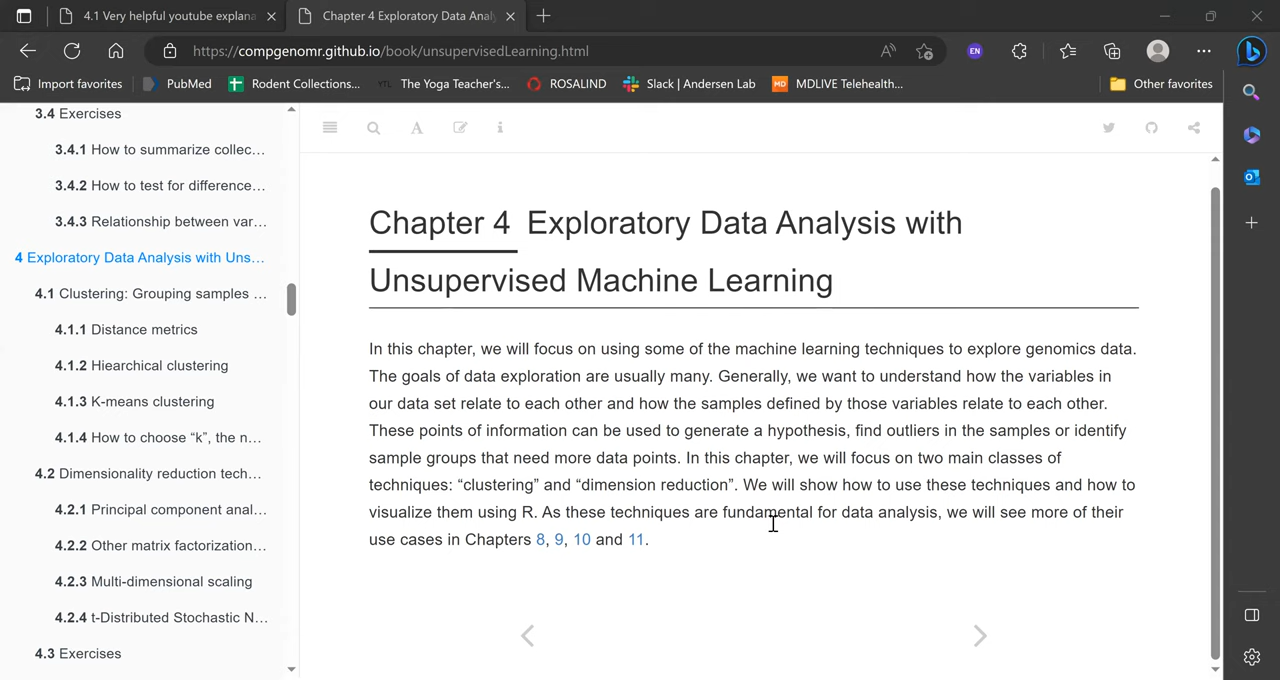 4.1 Very helpful youtube explana
Chapter 4 Exploratory Data Analy
https://compgenomr.github.io/book/unsupervisedLearning.html
EN
Import favorites
PubMed
Rodent Collections...
YTL The Yoga Teacher's...
ROSALIND
Slack | Andersen Lab
MD MDLIVE Telehealth...
Other favorites
3.4 Exercises
3.4.1 How to summarize collec...
3.4.2 How to test for difference...
3.4.3 Relationship between var...
4 Exploratory Data Analysis with Uns...
4.1 Clustering: Grouping samples ...
4.1.1 Distance metrics
4.1.2 Hiearchical clustering
4.1.3 K-means clustering
4.1.4 How to choose “k”, the n...
4.2 Dimensionality reduction tech...
4.2.1 Principal component anal...
4.2.2 Other matrix factorization...
4.2.3 Multi-dimensional scaling
4.2.4 t-Distributed Stochastic N...
4.3 Exercises
Chapter 4 Exploratory Data Analysis with
Unsupervised Machine Learning
In this chapter, we will focus on using some of the machine learning techniques to explore genomics data.
The goals of data exploration are usually many. Generally, we want to understand how the variables in
our data set relate to each other and how the samples defined by those variables relate to each other.
These points of information can be used to generate a hypothesis, find outliers in the samples or identify
sample groups that need more data points. In this chapter, we will focus on two main classes of
techniques: “clustering” and “dimension reduction”. We will show how to use these techniques and how to
visualize them using R. As these techniques are fundamental for data analysis, we will see more of their
use cases in Chapters 8, 9, 10 and 11.